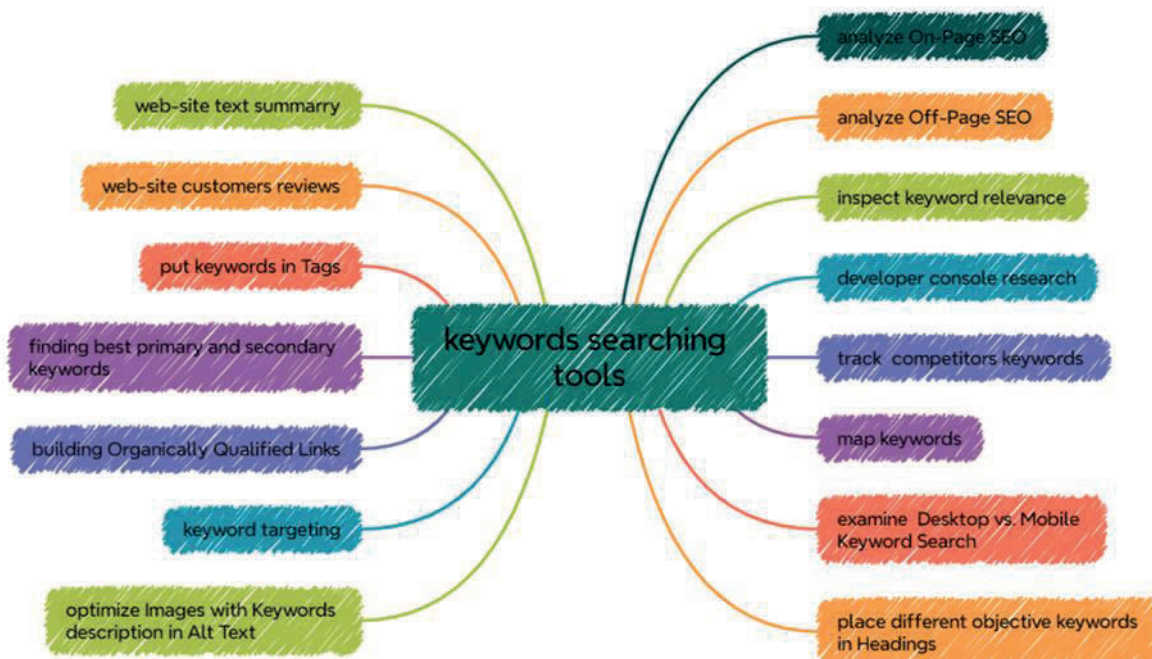 analyze On-Page SEO
web-site text summarry
analyze Off-Page SEO
web-site customers reviews
inspect keyword relevance
put keywords in Tags
developer console research
keywords searching
tools
finding best primary and secondary
keywords
track competitors keywords
building Organically Qualified Links
map keywords
keyword targeting
examine Desktop vs. Mobile
Keyword Search
optimize Images with Keywords
description in Alt Text
place different objective keywords
in Headings